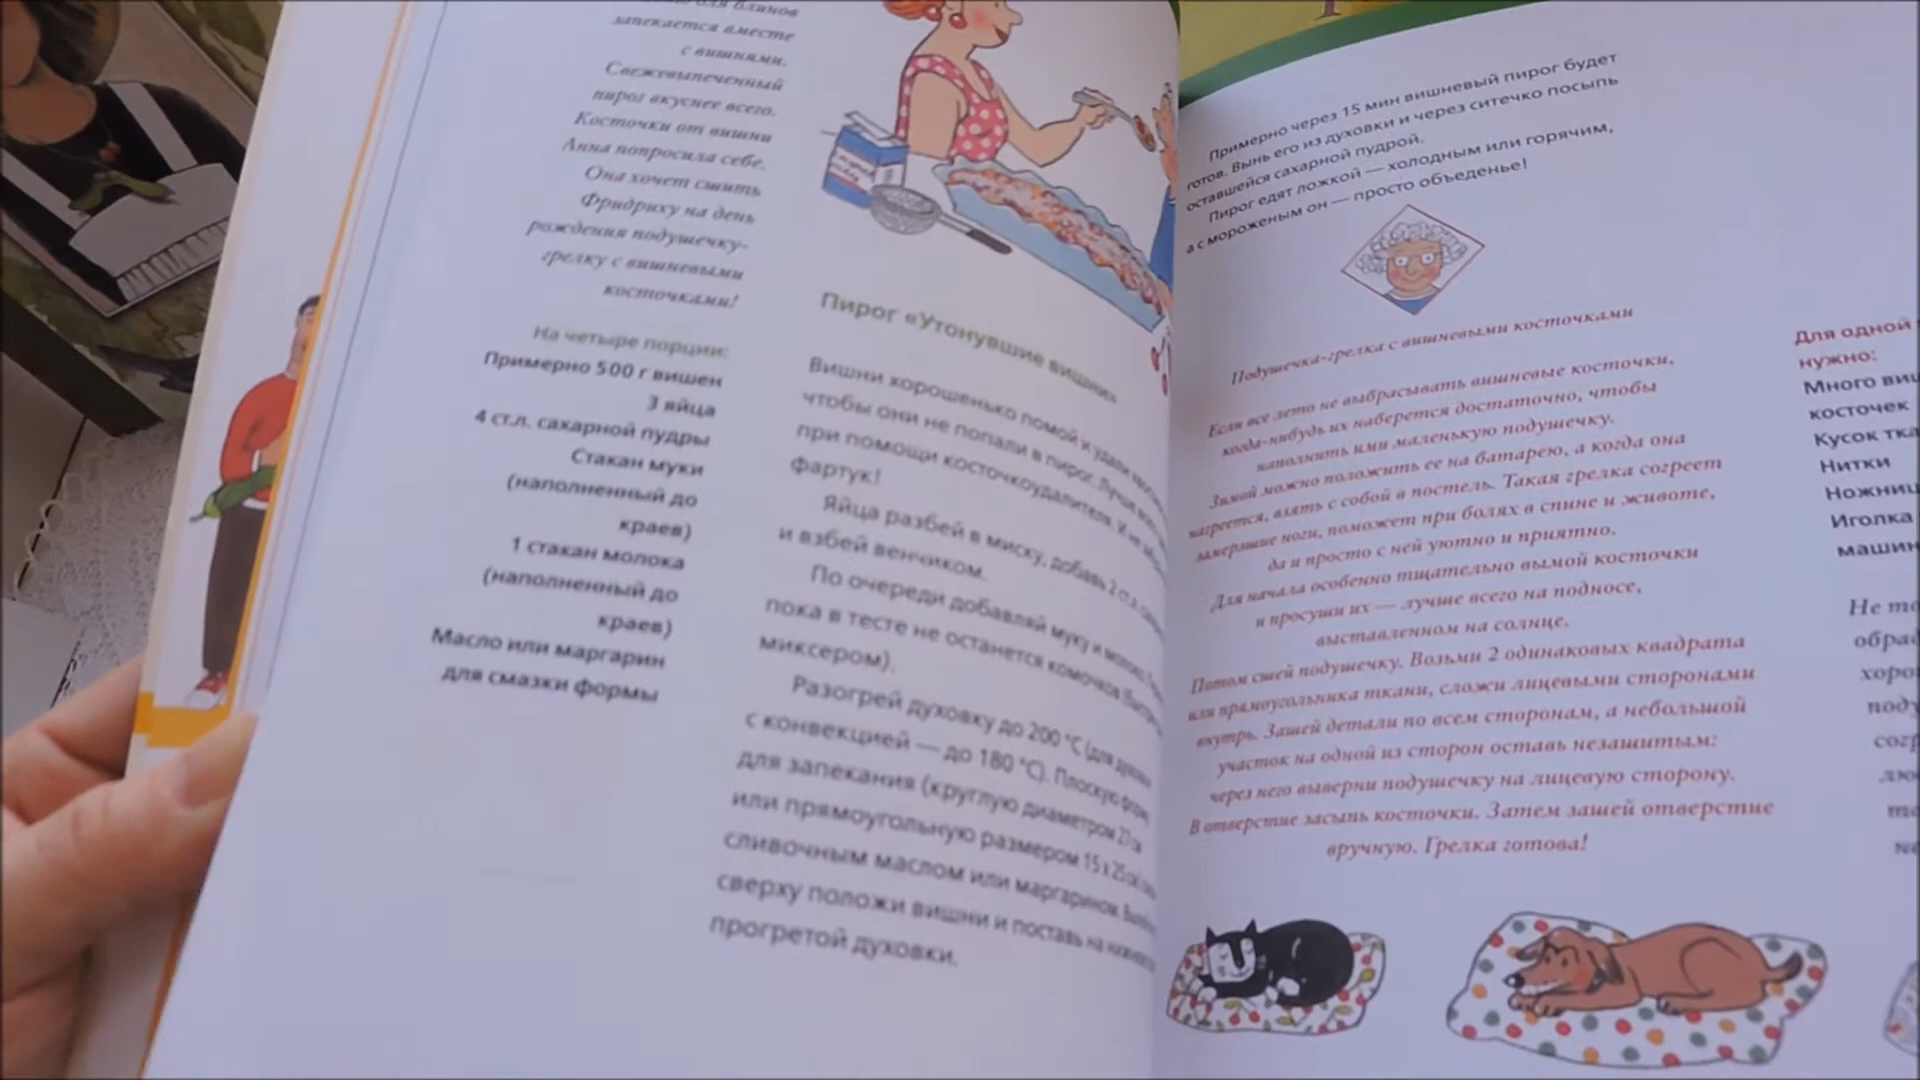 для блинов
запекается вместе
с вишнями.
Свежевыпеченный
пирог вкуснее всего.
Косточки от вишни
Анна попросила себе.
Она хочет сшить
Фридриху на день
рождения подушечку-
грелку с вишневыми
косточками!
На четыре порции:
Примерно 500 г вишен
3 яйца
4 ст.л. сахарной пудры
Стакан муки
(наполненный до
краев)
1 стакан молока
(наполненный до
краев)
Масло или маргарин
для смазки формы
Пирог «Утонувшие вишни»
Вишни хорошенько помой и удали
чтобы они не попали в пирог. Лучше
при помощи косточкоудалителя. И не
фартук!
Яйца разбей в миску, добавь 2 ст.л.
и взбей венчиком.
По очереди добавляй муку и молоко.
пока в тесте не останется комочков
миксером).
Разогрей духовку до 200 °C (для духовки
с конвекцией — до 180 °C). Плоскую форму
для запекания (круглую диаметром 27 см
или прямоугольную размером 15 х 25 см)
сливочным маслом или маргарином.
сверху положи вишни и поставь на
прогретой духовки.
Примерно через 15 мин вишневый пирог будет
готов. Вынь его из духовки и через ситечко посыпь
оставшейся сахарной пудрой.
Пирог едят ложкой — холодным или горячим,
а с мороженым он — просто объеденье!
Подушечка-грелка с вишневыми косточками
Если все лето не выбрасывать вишневые косточки,
когда-нибудь их наберется достаточно, чтобы
наполнить ими маленькую подушечку.
Зимой можно положить ее на батарею, а когда она
нагреется, взять с собой в постель. Такая грелка согреет
замерзшие ноги, поможет при болях в спине и животе,
да и просто с ней уютно и приятно.
Для начала особенно тщательно вымой косточки
и просуши их — лучше всего на подносе,
выставленном на солнце.
Потом сшей подушечку. Возьми 2 одинаковых квадрата
или прямоугольника ткани, сложи лицевыми сторонами
внутрь. Зашей детали по всем сторонам, а небольшой
участок на одной из сторон оставь незашитым:
через него выверни подушечку на лицевую сторону.
В отверстие засыпь косточки. Затем зашей отверстие
вручную. Грелка готова!
Для одной
нужно:
Много
косточек
Кусок
Нитки
Иголка
Не